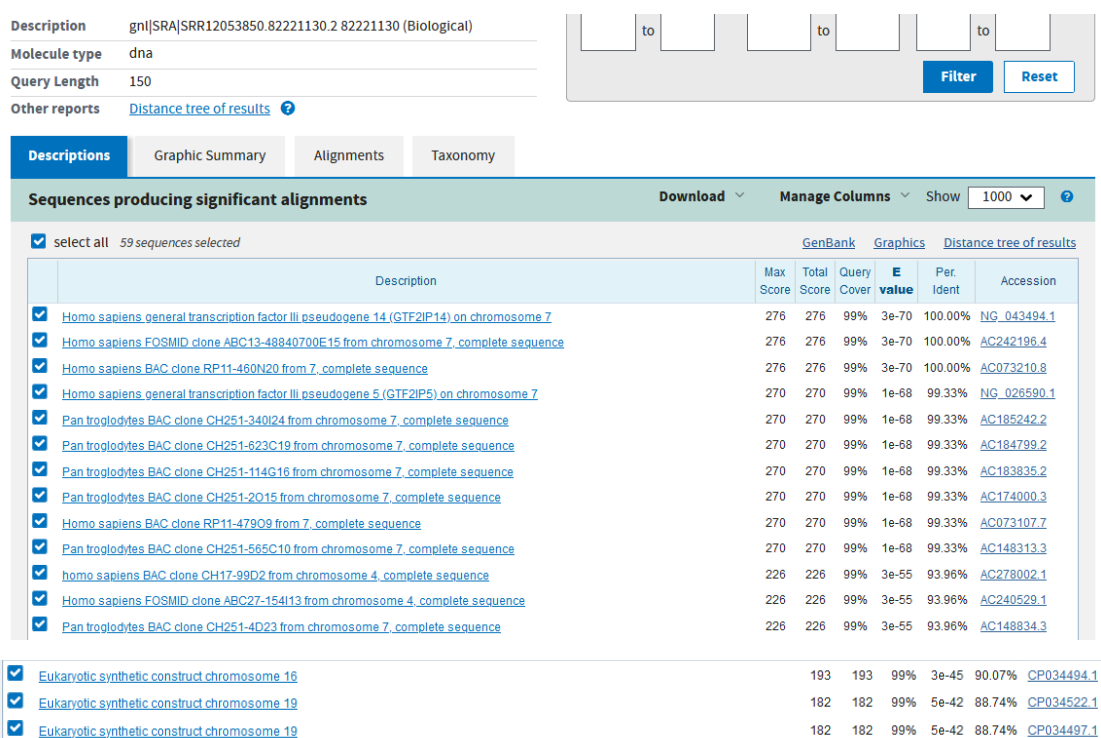 Description gnl|SRA|SRR12053850.82221130.2 82221130 (Biological)
to to to
Molecule type dna
Filter Reset
Query Length 150
Other reports Distance tree of results ?
Descriptions Graphic Summary Alignments Taxonomy
Sequences producing significant alignments Download Manage Columns Show 1000 ?
select all 59 sequences selected GenBank Graphics Distance tree of results
Description Max Score Total Score Query Cover E value Per. Ident Accession
Homo sapiens general transcription factor IIi pseudogene 14 (GTF2IP14) on chromosome 7 276 276 99% 3e-70 100.00% NG_043494.1
Homo sapiens FOSMID clone ABC13-48840700E15 from chromosome 7, complete sequence 276 276 99% 3e-70 100.00% AC242196.4
Homo sapiens BAC clone RP11-460N20 from 7, complete sequence 276 276 99% 3e-70 100.00% AC073210.8
Homo sapiens general transcription factor IIi pseudogene 5 (GTF2IP5) on chromosome 7 270 270 99% 1e-68 99.33% NG_026590.1
Pan troglodytes BAC clone CH251-340I24 from chromosome 7, complete sequence 270 270 99% 1e-68 99.33% AC185242.2
Pan troglodytes BAC clone CH251-623C19 from chromosome 7, complete sequence 270 270 99% 1e-68 99.33% AC184799.2
Pan troglodytes BAC clone CH251-114G16 from chromosome 7, complete sequence 270 270 99% 1e-68 99.33% AC183835.2
Pan troglodytes BAC clone CH251-2O15 from chromosome 7, complete sequence 270 270 99% 1e-68 99.33% AC174000.3
Homo sapiens BAC clone RP11-479O9 from 7, complete sequence 270 270 99% 1e-68 99.33% AC073107.7
Pan troglodytes BAC clone CH251-565C10 from chromosome 7, complete sequence 270 270 99% 1e-68 99.33% AC148313.3
homo sapiens BAC clone CH17-99D2 from chromosome 4, complete sequence 226 226 99% 3e-55 93.96% AC278002.1
Homo sapiens FOSMID clone ABC27-154I13 from chromosome 4, complete sequence 226 226 99% 3e-55 93.96% AC240529.1
Pan troglodytes BAC clone CH251-4D23 from chromosome 7, complete sequence 226 226 99% 3e-55 93.96% AC148834.3
Eukaryotic synthetic construct chromosome 16 193 193 99% 3e-45 90.07% CP034494.1
Eukaryotic synthetic construct chromosome 19 182 182 99% 5e-42 88.74% CP034522.1
Eukaryotic synthetic construct chromosome 19 182 182 99% 5e-42 88.74% CP034497.1